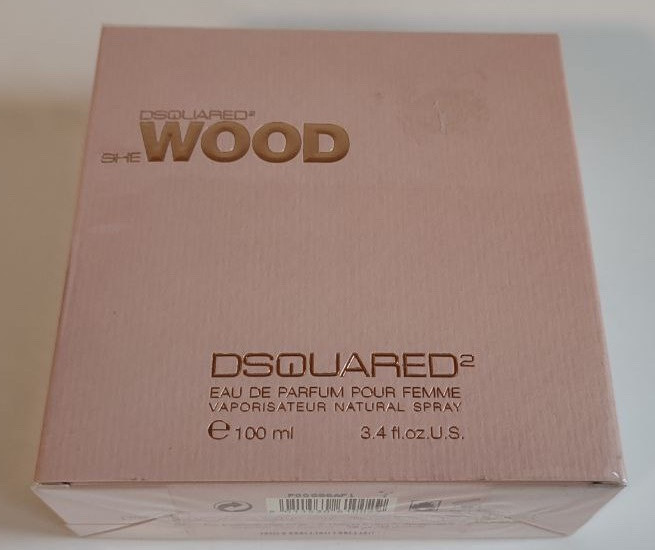 DSQUARED²
SHE WOOD
DSQUARED²
EAU DE PARFUM POUR FEMME
VAPORISATEUR NATURAL SPRAY
e 100 ml 3.4 fl.oz.U.S.